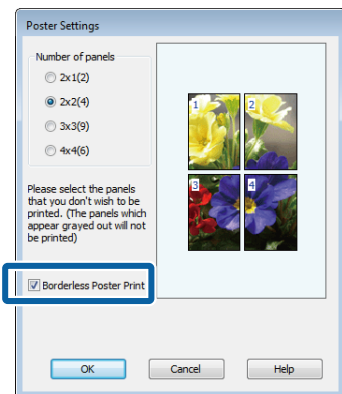 Poster Settings
Number of panels
2x1(2)
2x2(4)
3x3(9)
4x4(6)
1
2
3
4
Please select the panels
that you don't wish to be
printed. (The panels which
appear grayed out will not
be printed)
Borderless Poster Print
OK
Cancel
Help